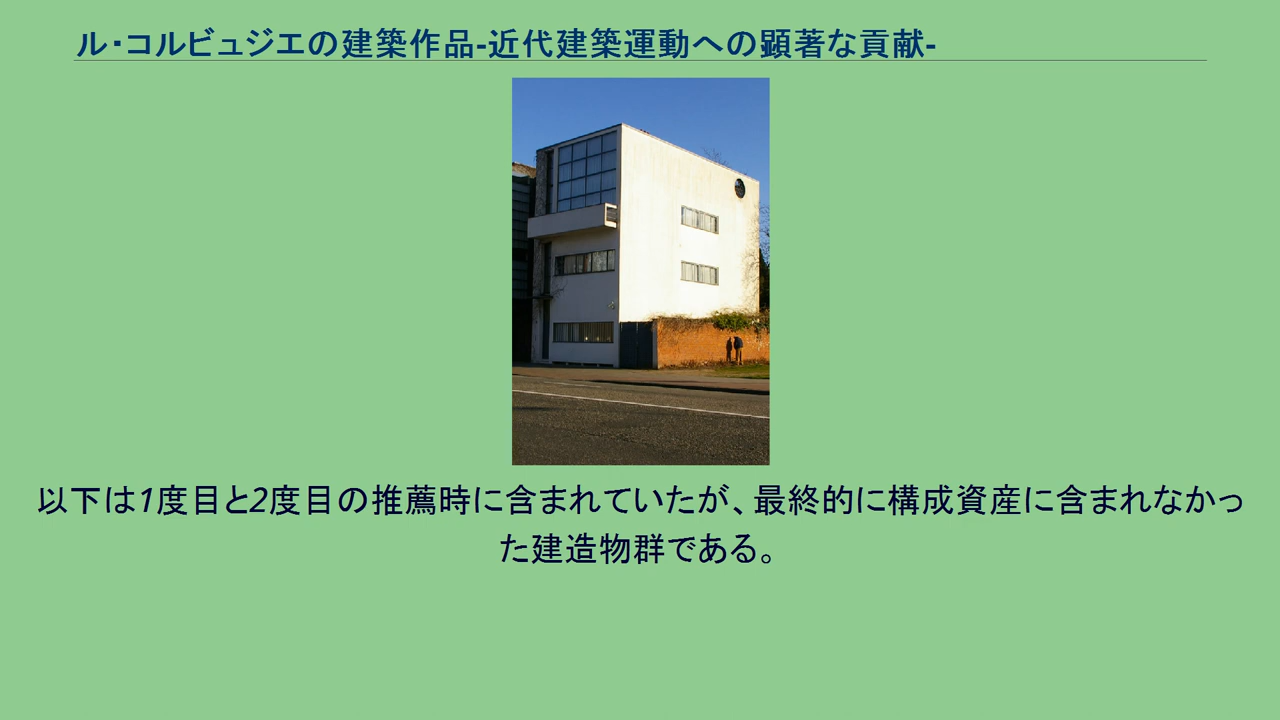 ル・コルビュジエの建築作品-近代建築運動への顕著な貢献-
以下は1度目と2度目の推薦時に含まれていたが、最終的に構成資産に含まれなかっ
た建造物群である。